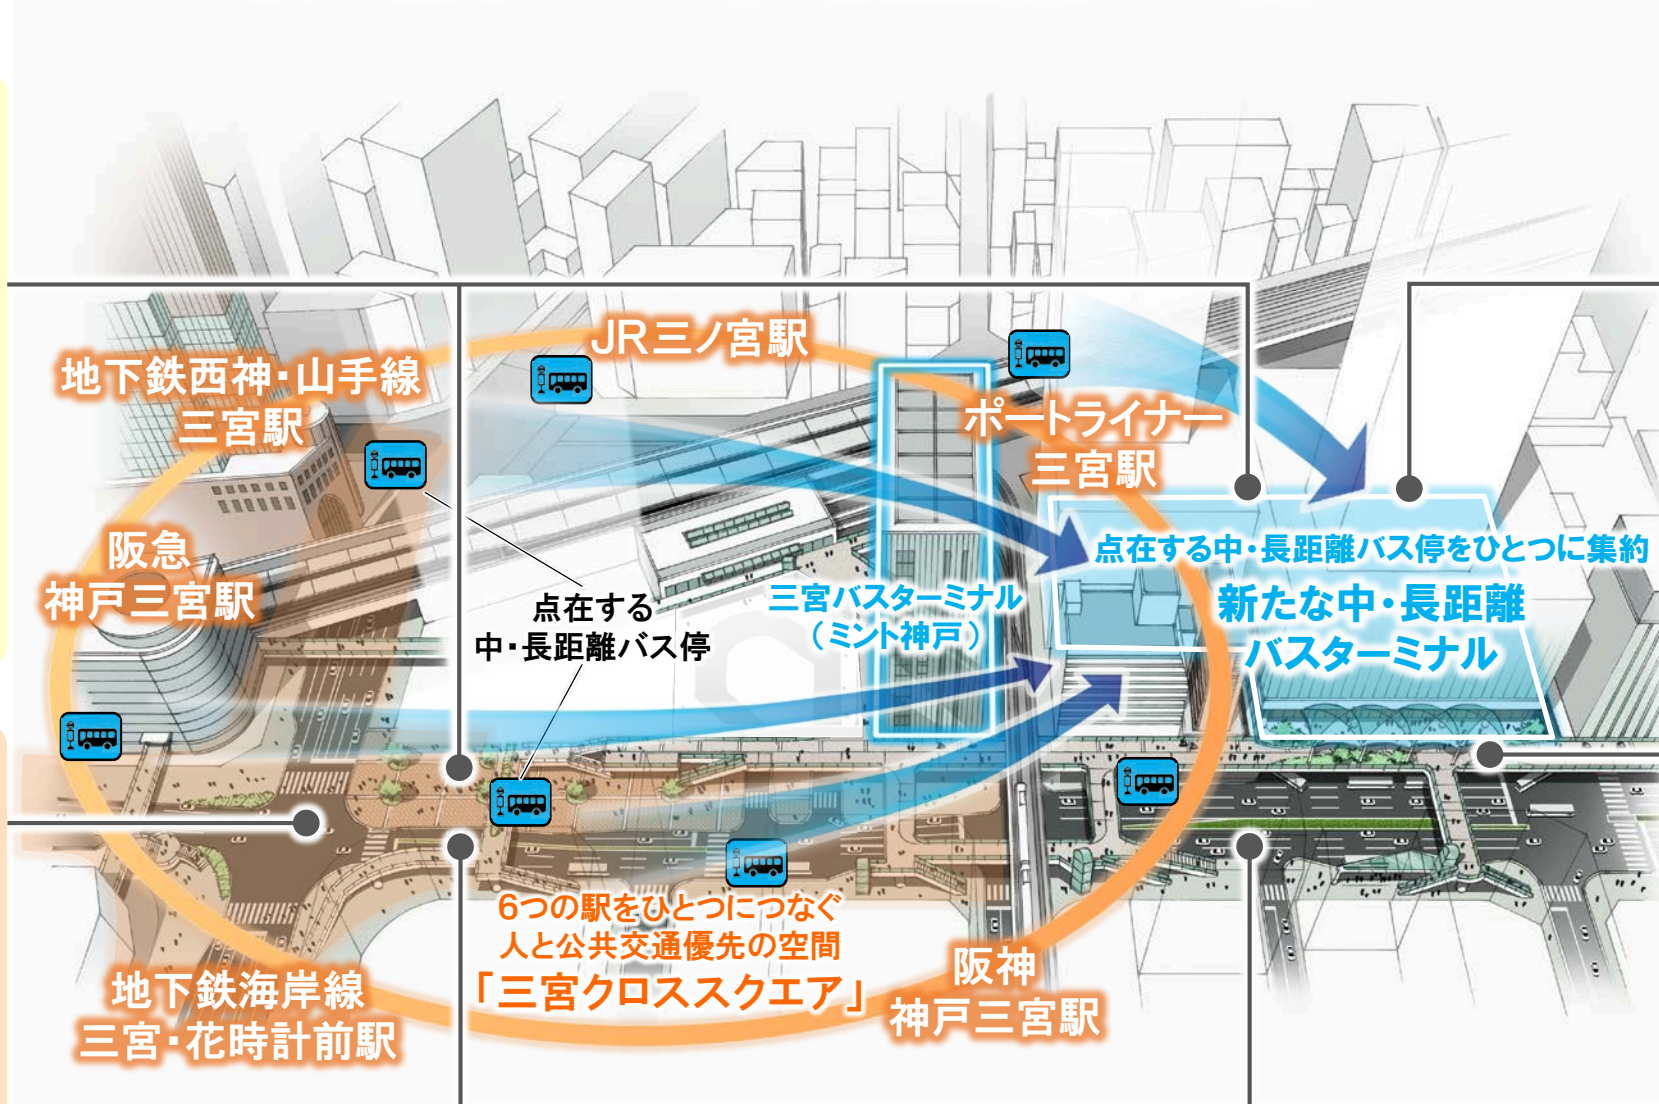 JR三ノ宮駅
地下鉄西神・山手線
三宮駅
ポートライナー
三宮駅
阪急
神戸三宮駅
点在する
中・長距離バス停
三宮バスターミナル
（ミント神戸）
点在する中・長距離バス停をひとつに集約
新たな中・長距離
バスターミナル
6つの駅をひとつにつなぐ
人と公共交通優先の空間
「三宮クロススクエア」
阪神
神戸三宮駅
地下鉄海岸線
三宮・花時計前駅